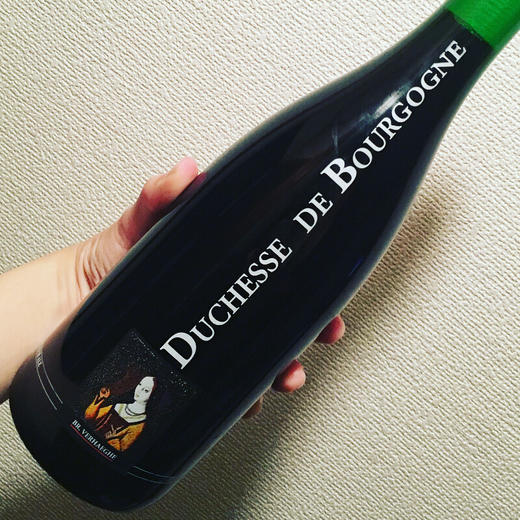 DUCHESSE DE BOURGOGNE
BR. VERHAEGHE